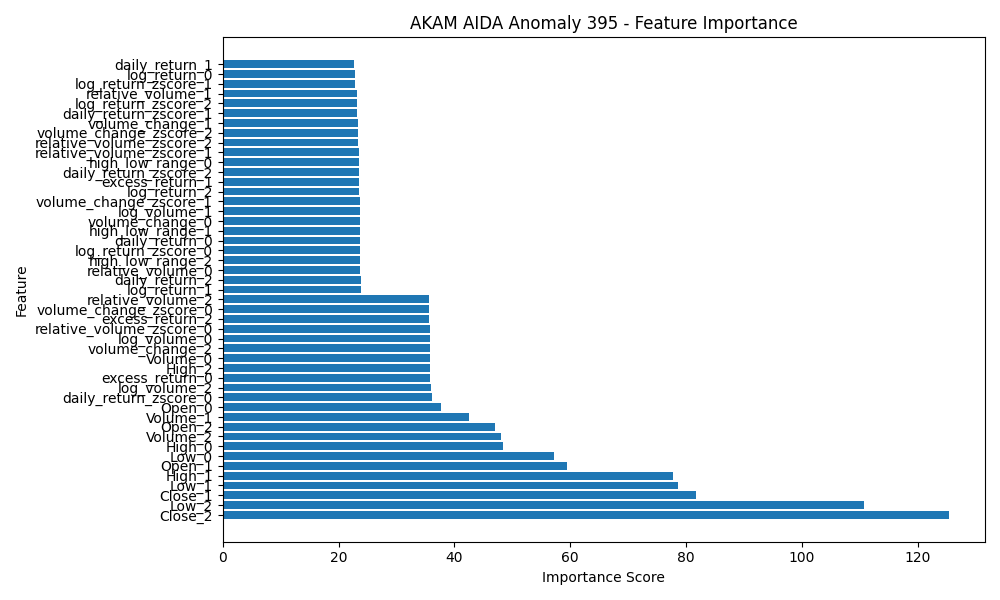 AKAM AIDA Anomaly 395 - Feature Importance
Feature
daily_return_1
log_return_0
log_return_zscore_1
relative_volume_1
log_return_zscore_2
daily_return_zscore_1
volume_change_1
volume_change_zscore_2
relative_volume_zscore_2
relative_volume_zscore_1
high_low_range_0
daily_return_zscore_2
excess_return_1
log_return_2
volume_change_zscore_1
log_volume_1
volume_change_0
high_low_range_1
daily_return_0
log_return_zscore_0
high_low_range_2
relative_volume_0
daily_return_2
log_return_1
relative_volume_2
volume_change_zscore_0
excess_return_2
relative_volume_zscore_0
log_volume_0
volume_change_2
Volume_0
High_2
excess_return_0
log_volume_2
daily_return_zscore_0
Open_0
Volume_1
Open_2
Volume_2
High_0
Low_0
Open_1
High_1
Low_1
Close_1
Low_2
Close_2
0 20 40 60 80 100 120
Importance Score